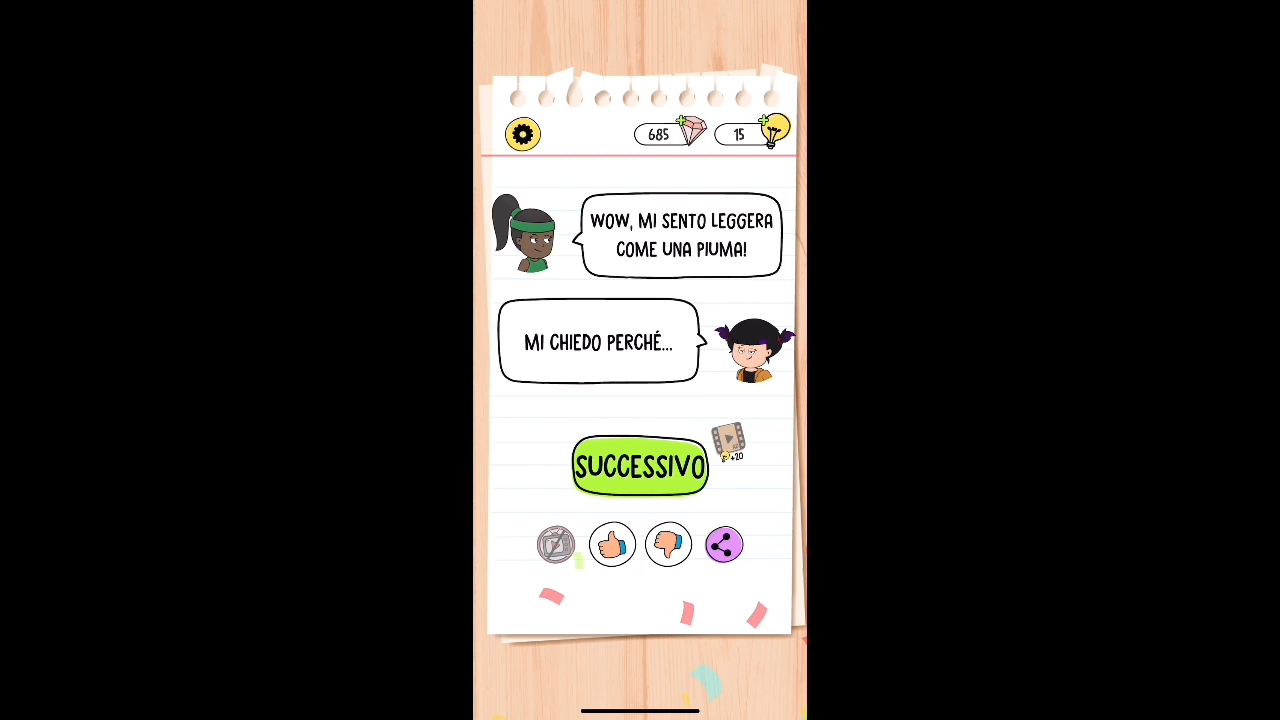 685
15
WOW, MI SENTO LEGGERA
COME UNA PIUMA!
MI CHIEDO PERCHÉ...
SUCCESSIVO
+20